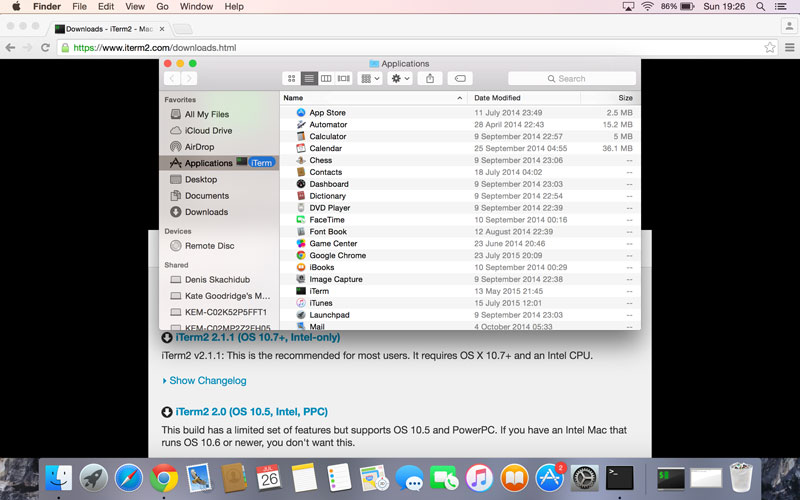 Finder File Edit View Go Window Help 86% Sun 19:26
Downloads - iTerm2 - Mac
https://www.iterm2.com/downloads.html
Applications
Search
Favorites
All My Files
iCloud Drive
AirDrop
Applications iTerm
Desktop
Documents
Downloads
Devices
Remote Disc
Shared
Denis Skachidub
Kate Goodridge's M...
KEM-C02K52P5FFT1
KEM-C02MP2Z2FH05
Name Date Modified Size
App Store 11 July 2014 23:49 2.5 MB
Automator 28 April 2014 22:43 15.2 MB
Calculator 9 September 2014 22:57 5 MB
Calendar 25 September 2014 04:55 36.1 MB
Chess 9 September 2014 23:06 --
Contacts 18 July 2014 04:02 --
Dashboard 9 September 2014 23:03 --
Dictionary 9 September 2014 22:54 --
DVD Player 9 September 2014 22:39 --
FaceTime 10 September 2014 00:16 --
Font Book 12 August 2014 22:39 --
Game Center 23 June 2014 20:46 --
Google Chrome 23 July 2015 20:09 --
iBooks 10 September 2014 00:29 --
Image Capture 9 September 2014 22:38 --
iTerm 13 May 2015 21:45 --
iTunes 15 July 2015 12:01 --
Launchpad 9 September 2014 23:03 --
Mail 4 October 2014 05:33 --
iTerm2 2.1.1 (OS 10.7+, Intel-only)
iTerm2 v2.1.1: This is the recommended for most users. It requires OS X 10.7+ and an Intel CPU.
Show Changelog
iTerm2 2.0 (OS 10.5, Intel, PPC)
This build has a limited set of features but supports OS 10.5 and PowerPC. If you have an Intel Mac that
runs OS 10.6 or newer, you don't want this.
JUL
26
2